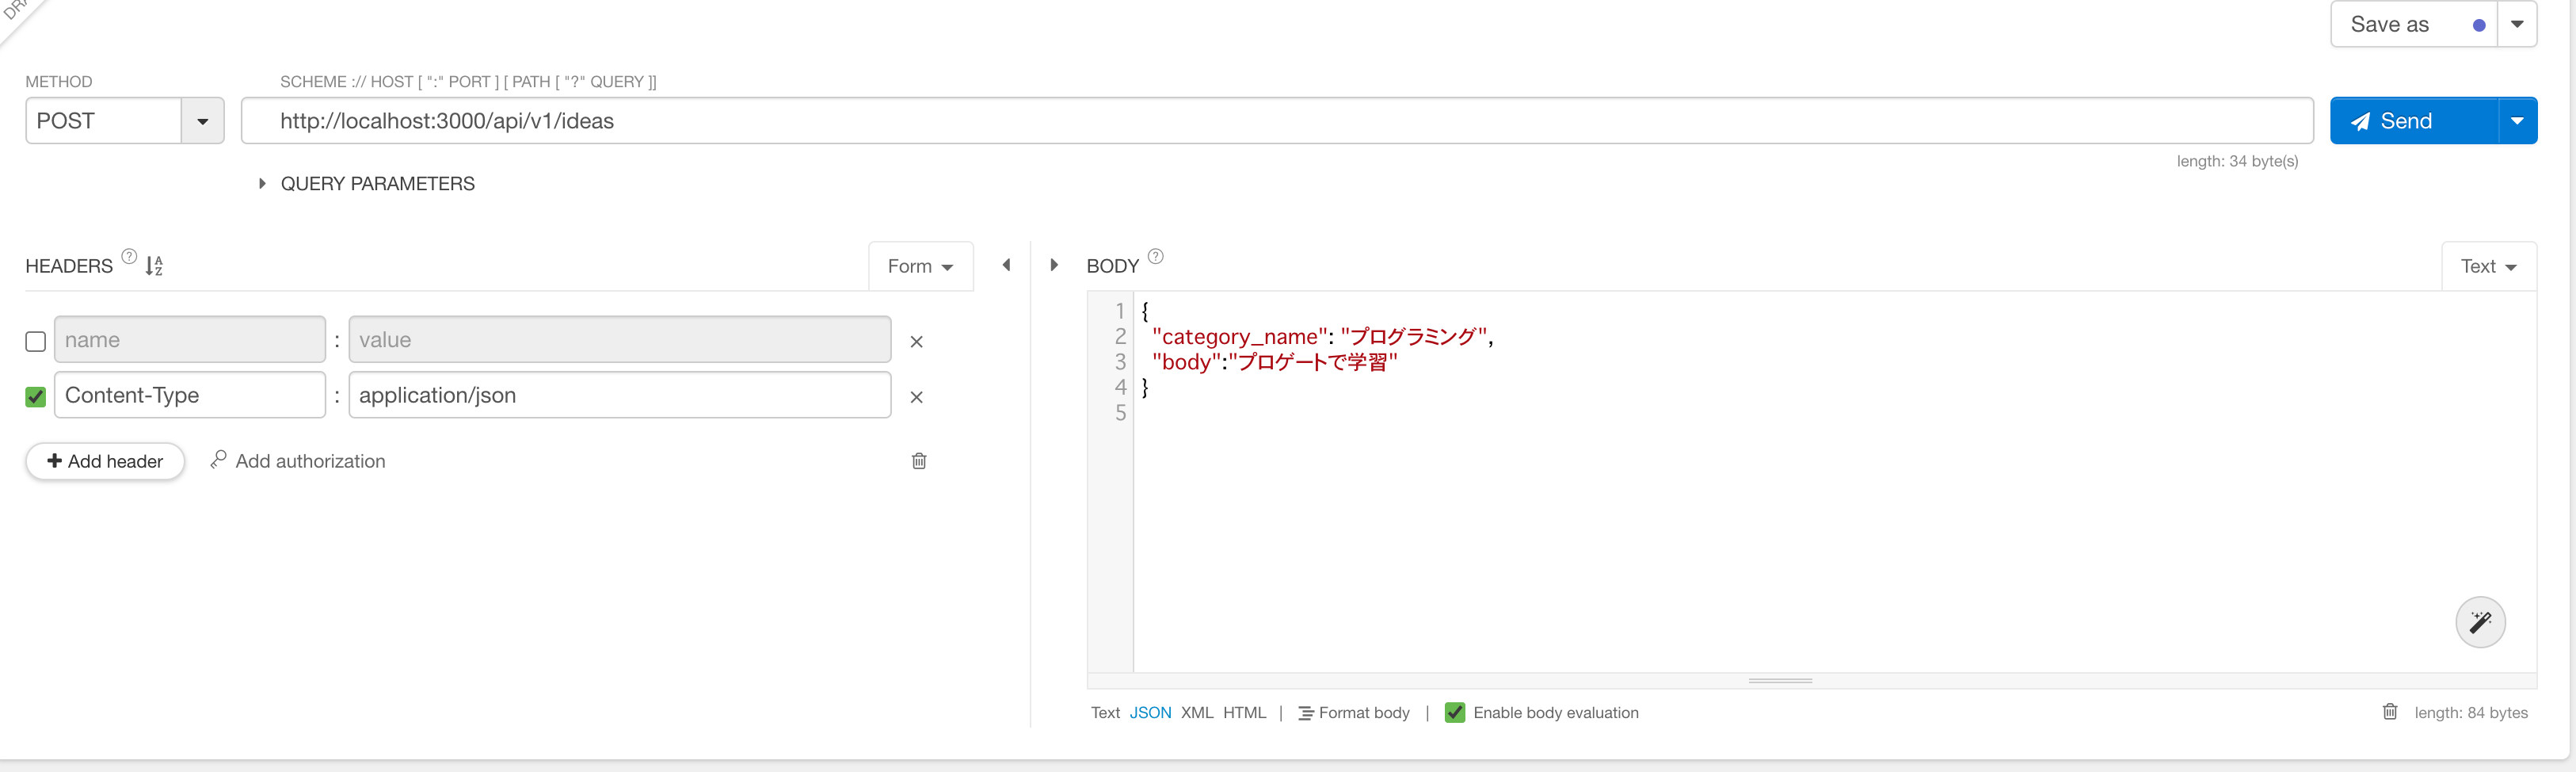 Save as
METHOD
SCHEME :// HOST [ ":" PORT ] [ PATH [ "?" QUERY ]]
POST
http://localhost:3000/api/v1/ideas
Send
length: 34 byte(s)
QUERY PARAMETERS
HEADERS ?
Form
BODY ?
Text
name : value
Content-Type : application/json
Add header
Add authorization
1 {
2 "category_name": "プログラミング",
3 "body":"プロゲートで学習"
4 }
5
Text JSON XML HTML | Format body | Enable body evaluation
length: 84 bytes